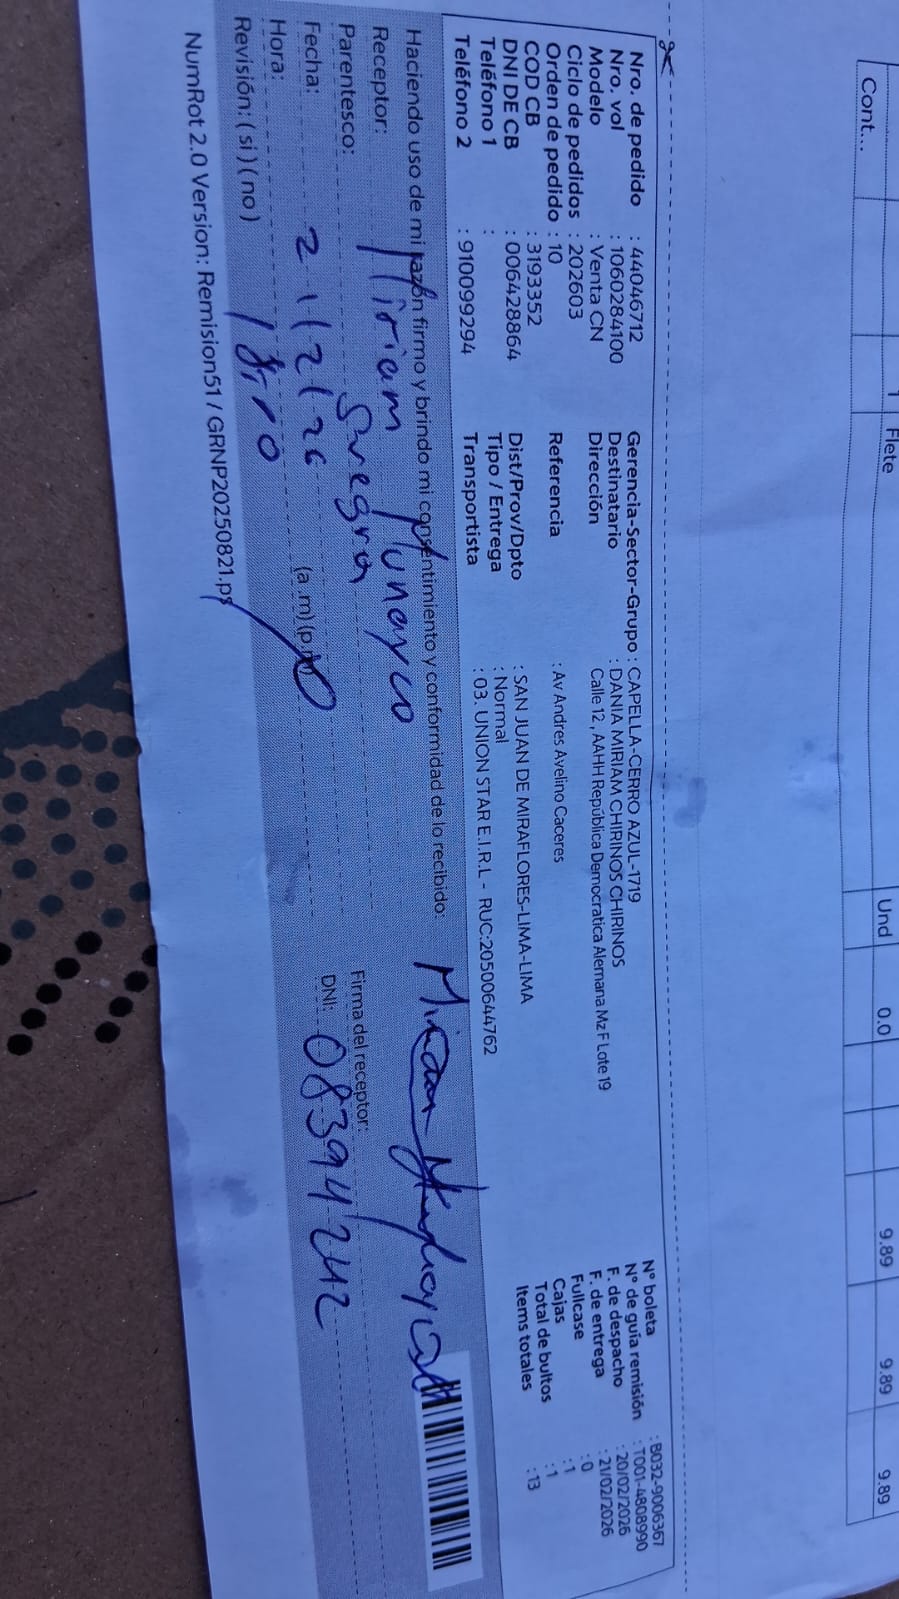 Cont...
1 Flete Und 0.0 9.89 9.89 9.89
Nro. de pedido : 44046712
Nro. vol : 1060284100
Modelo : Venta CN
Ciclo de pedidos : 202603
Orden de pedido : 10
COD CB : 3193352
DNI DE CB : 006428864
Teléfono 1 :
Teléfono 2 : 910099294
Gerencia-Sector-Grupo : CAPELLA-CERRO AZUL-1719
Destinatario : DANIA MIRIAM CHIRINOS CHIRINOS
Dirección Calle 12 , AAHH República Democratica Alemana Mz F Lote 19
Referencia : Av Andres Avelino Caceres
Dist/Prov/Dpto : SAN JUAN DE MIRAFLORES-LIMA-LIMA
Tipo / Entrega : Normal
Transportista : 03. UNION STAR E.I.R.L - RUC:20500644762
N° boleta : B032-9006367
N° de guía remisión : T001-4808990
F. de despacho : 20/02/2026
F. de entrega : 21/02/2026
Fullcase : 0
Cajas : 1
Total de bultos : 1
Items totales : 13
Haciendo uso de mi razón firmo y brindo mi consentimiento y conformidad de lo recibido:
Receptor: Miriam
Parentesco: Suegra
Firma del receptor:
Fecha: 21/2/26
DNI: 08394242
Hora: (a.m)(p.m)
Revisión: (si) (no)
NumRot 2.0 Version: Remision51 / GRNP20250821.ps